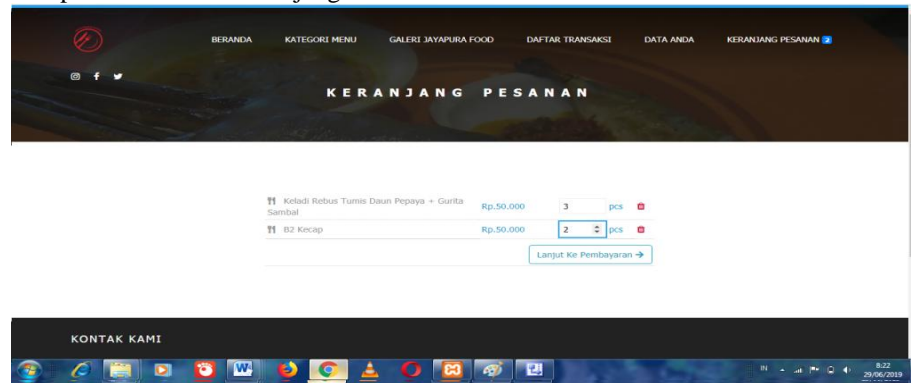 BERANDA KATEGORI MENU GALERI JAYAPURA FOOD DAFTAR TRANSAKSI DATA ANDA KERANJANG PESANAN 2
KERANJANG PESANAN
Keladi Rebus Tumis Daun Pepaya + Gurita Sambal Rp.50.000 3 pcs
B2 Kecap Rp.50.000 2 pcs
Lanjut Ke Pembayaran →
KONTAK KAMI
IN 8:22
29/06/2019